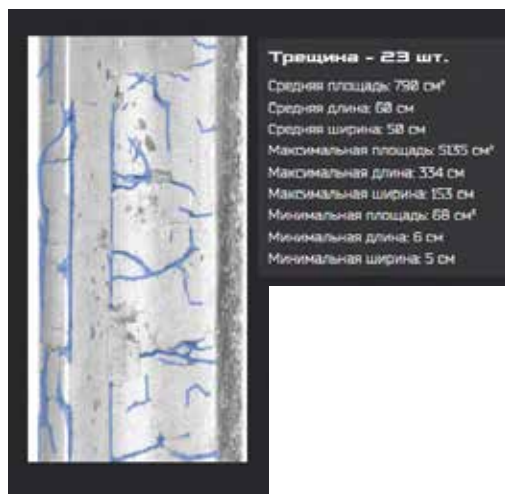 Трещина - 23 шт.
Средняя площадь: 790 см²
Средняя длина: 60 см
Средняя ширина: 50 см
Максимальная площадь: 5135 см²
Максимальная длина: 334 см
Максимальная ширина: 153 см
Минимальная площадь: 68 см²
Минимальная длина: 6 см
Минимальная ширина: 5 см